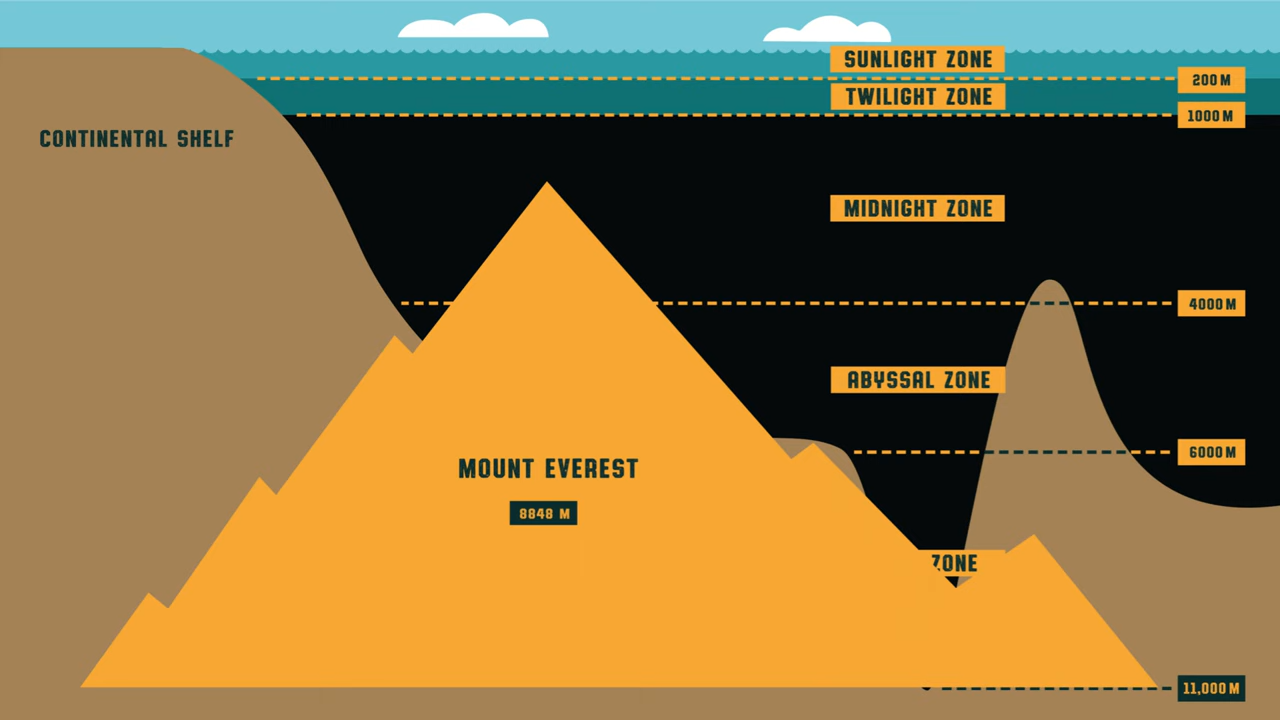 SUNLIGHT ZONE
200 M
TWILIGHT ZONE
1000 M
CONTINENTAL SHELF
MIDNIGHT ZONE
4000 M
ABYSSAL ZONE
6000 M
MOUNT EVEREST
8848 M
ZONE
11,000 M